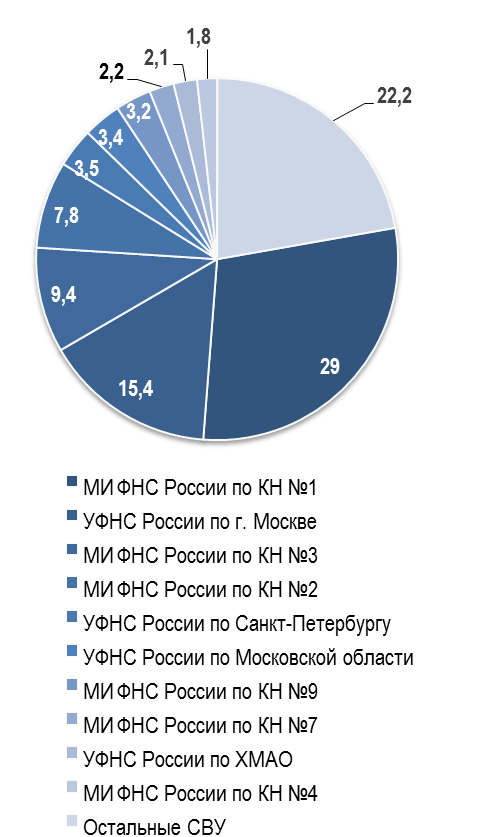 1,8
2,1
2,2
22,2
3,2
3,4
3,5
7,8
9,4
29
15,4
МИ ФНС России по КН №1
УФНС России по г. Москве
МИ ФНС России по КН №3
МИ ФНС России по КН №2
УФНС России по Санкт-Петербургу
УФНС России по Московской области
МИ ФНС России по КН №9
МИ ФНС России по КН №7
УФНС России по ХМАО
МИ ФНС России по КН №4
Остальные СВУ